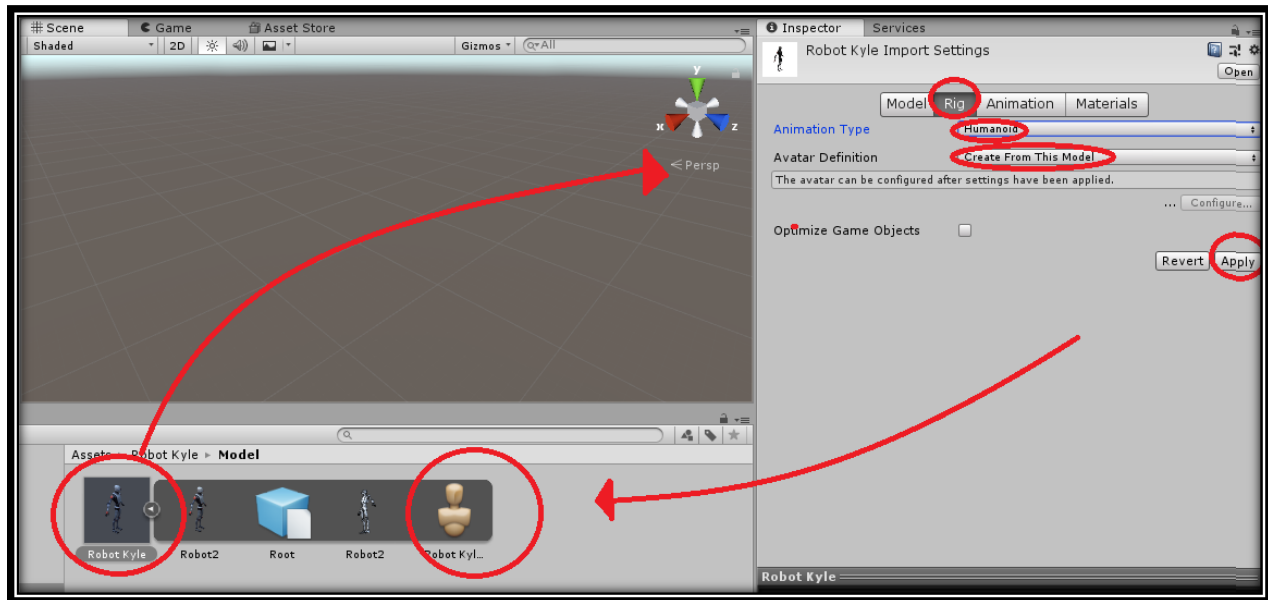 Scene Game Asset Store
Shaded 2D Gizmos All
y
x z
Persp
Assets Robot Kyle Model
Robot Kyle Robot2 Root Robot2 Robot Kyl...
Inspector Services
Robot Kyle Import Settings
Open
Model Rig Animation Materials
Animation Type Humanoid
Avatar Definition Create From This Model
The avatar can be configured after settings have been applied.
... Configure...
Optimize Game Objects
Revert Apply
Robot Kyle